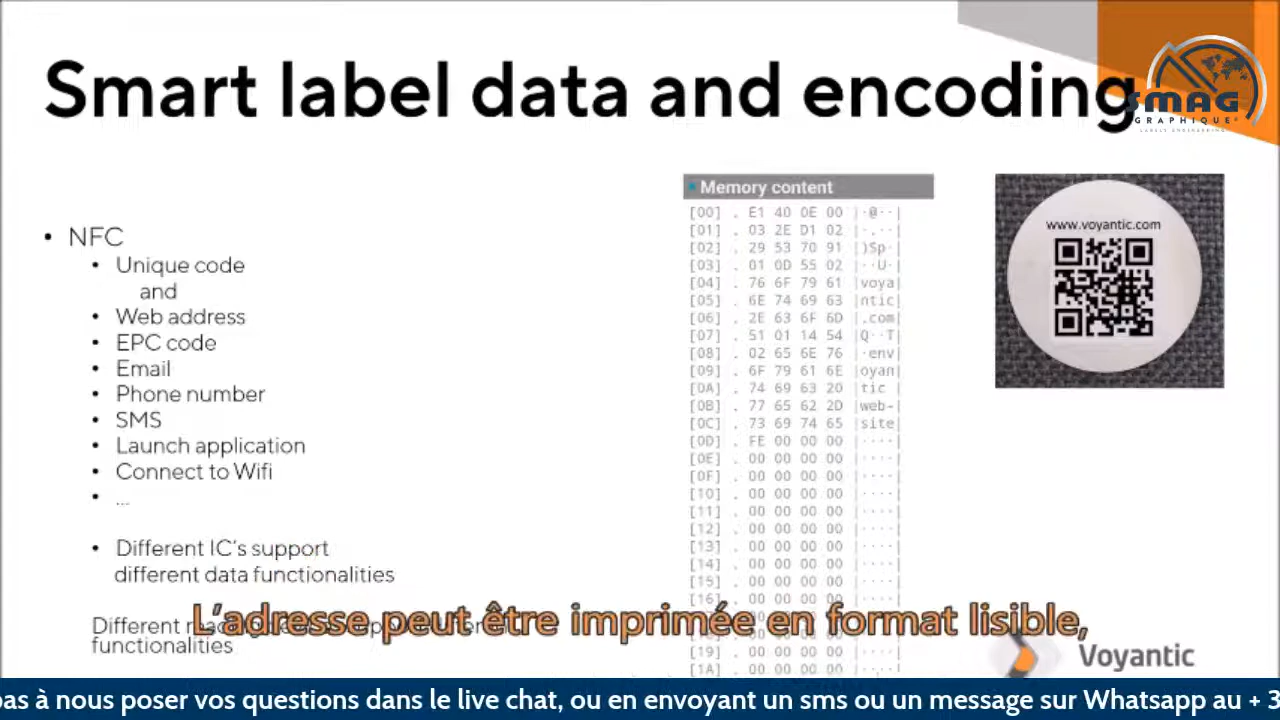 Smart label data and encoding
SMAG
GRAPHIQUE
LABELS ENGINEERING
• NFC
• Unique code
and
• Web address
• EPC code
• Email
• Phone number
• SMS
• Launch application
• Connect to Wifi
• ...
• Different IC's support
different data functionalities
Different
functionalities
Memory content
[00] . E1 40 0E 00 |·@··|
[01] . 03 2E D1 02 |·.··|
[02] . 29 53 70 91 |)Sp·|
[03] . 01 0D 55 02 |··U·|
[04] . 76 6F 79 61 |voya|
[05] . 6E 74 69 63 |ntic|
[06] . 2E 63 6F 6D |.com|
[07] . 51 01 14 54 |Q··T|
[08] . 02 65 6E 76 |·env|
[09] . 6F 79 61 6E |oyan|
[0A] . 74 69 63 20 |tic |
[0B] . 77 65 62 2D |web-|
[0C] . 73 69 74 65 |site|
[0D] . FE 00 00 00 |····|
[0E] . 00 00 00 00 |····|
[0F] . 00 00 00 00 |····|
[10] . 00 00 00 00 |····|
[11] . 00 00 00 00 |····|
[12] . 00 00 00 00 |····|
[13] . 00 00 00 00 |····|
[14] . 00 00 00 00 |····|
[15] . 00 00 00 00 |····|
[16] . 00 00 00 00 |····|
[19] . 00 00 00 00 |····|
[1A] . 00 00 00 00 |····|
www.voyantic.com
L'adresse peut être imprimée en format lisible,
Voyantic
pas à nous poser vos questions dans le live chat, ou en envoyant un sms ou un message sur Whatsapp au + 3